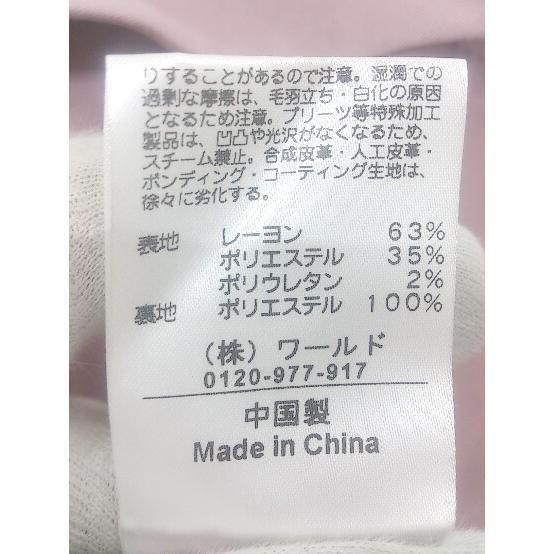 りすることがあるので注意。湿潤での
過剰な摩擦は、毛羽立ち・白化の原因
となるため注意。プリーツ等特殊加工
製品は、凹凸や光沢がなくなるため、
スチーム禁止。合成皮革・人工皮革・
ボンディング・コーティング生地は、
徐々に劣化する。
表地 レーヨン 63%
ポリエステル 35%
ポリウレタン 2%
裏地 ポリエステル 100%
(株) ワールド
0120-977-917
中国製
Made in China